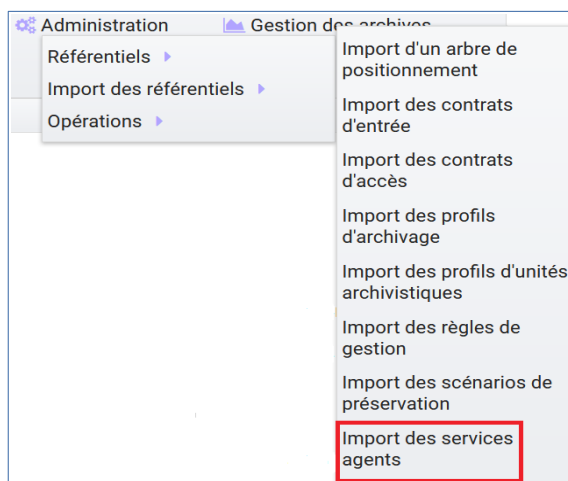 Administration
Gestion des archives
Référentiels
Import des référentiels
Opérations
Import d'un arbre de
positionnement
Import des contrats
d'entrée
Import des contrats
d'accès
Import des profils
d'archivage
Import des profils d'unités
archivistiques
Import des règles de
gestion
Import des scénarios de
préservation
Import des services
agents